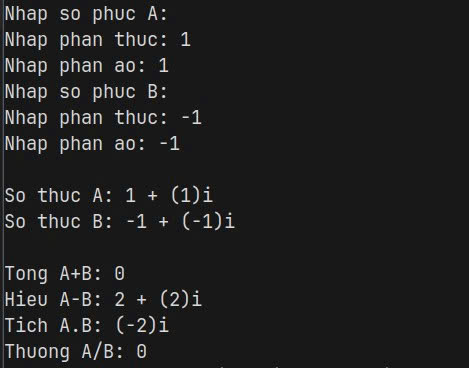 Nhap so phuc A:
Nhap phan thuc: 1
Nhap phan ao: 1
Nhap so phuc B:
Nhap phan thuc: -1
Nhap phan ao: -1
So thuc A: 1 + (1)i
So thuc B: -1 + (-1)i
Tong A+B: 0
Hieu A-B: 2 + (2)i
Tich A.B: (-2)i
Thuong A/B: 0